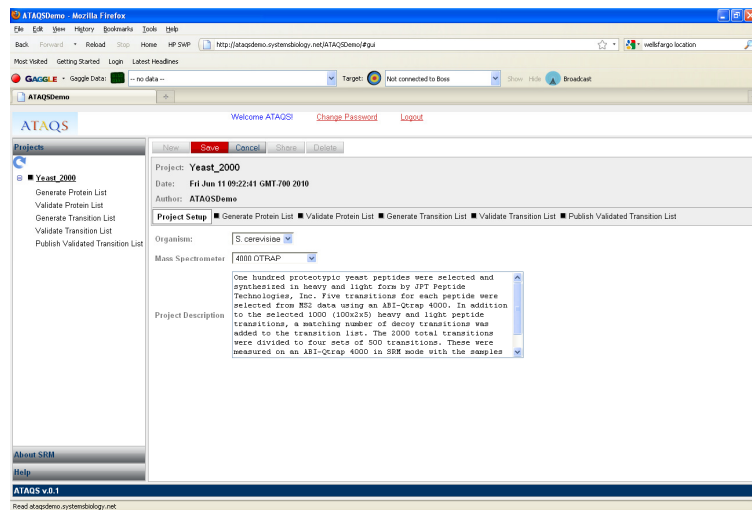 ATAQSDemo - Mozilla Firefox
File Edit View History Bookmarks Tools Help
Back Forward Reload Stop Home HP SWP http://ataqsdemo.systemsbiology.net/ATAQSDemo/#gui wellsfargo location
Most Visited Getting Started Login Latest Headlines
GAGGLE Gaggle Data: -- no data -- Target: Not connected to Boss Show Hide Broadcast
ATAQSDemo
ATAQS Welcome ATAQS! Change Password Logout
Projects New Save Cancel Share Delete
Yeast_2000
Generate Protein List
Validate Protein List
Generate Transition List
Validate Transition List
Publish Validated Transition List
Project: Yeast_2000
Date: Fri Jun 11 09:22:41 GMT-700 2010
Author: ATAQSDemo
Project Setup Generate Protein List Validate Protein List Generate Transition List Validate Transition List Publish Validated Transition List
Organism: S. cerevisiae
Mass Spectrometer 4000 QTRAP
Project Description
One hundred proteotypic yeast peptides were selected and
synthesized in heavy and light form by JPT Peptide
Technologies, Inc. Five transitions for each peptide were
selected from MS2 data using an ABI-Qtrap 4000. In addition
to the selected 1000 (100x2x5) heavy and light peptide
transitions, a matching number of decoy transitions was
added to the transition list. The 2000 total transitions
were divided to four sets of 500 transitions. These were
measured on an ABI-Qtrap 4000 in SRM mode with the samples
About SRM
Help
ATAQS v.0.1
Read ataqsdemo.systemsbiology.net